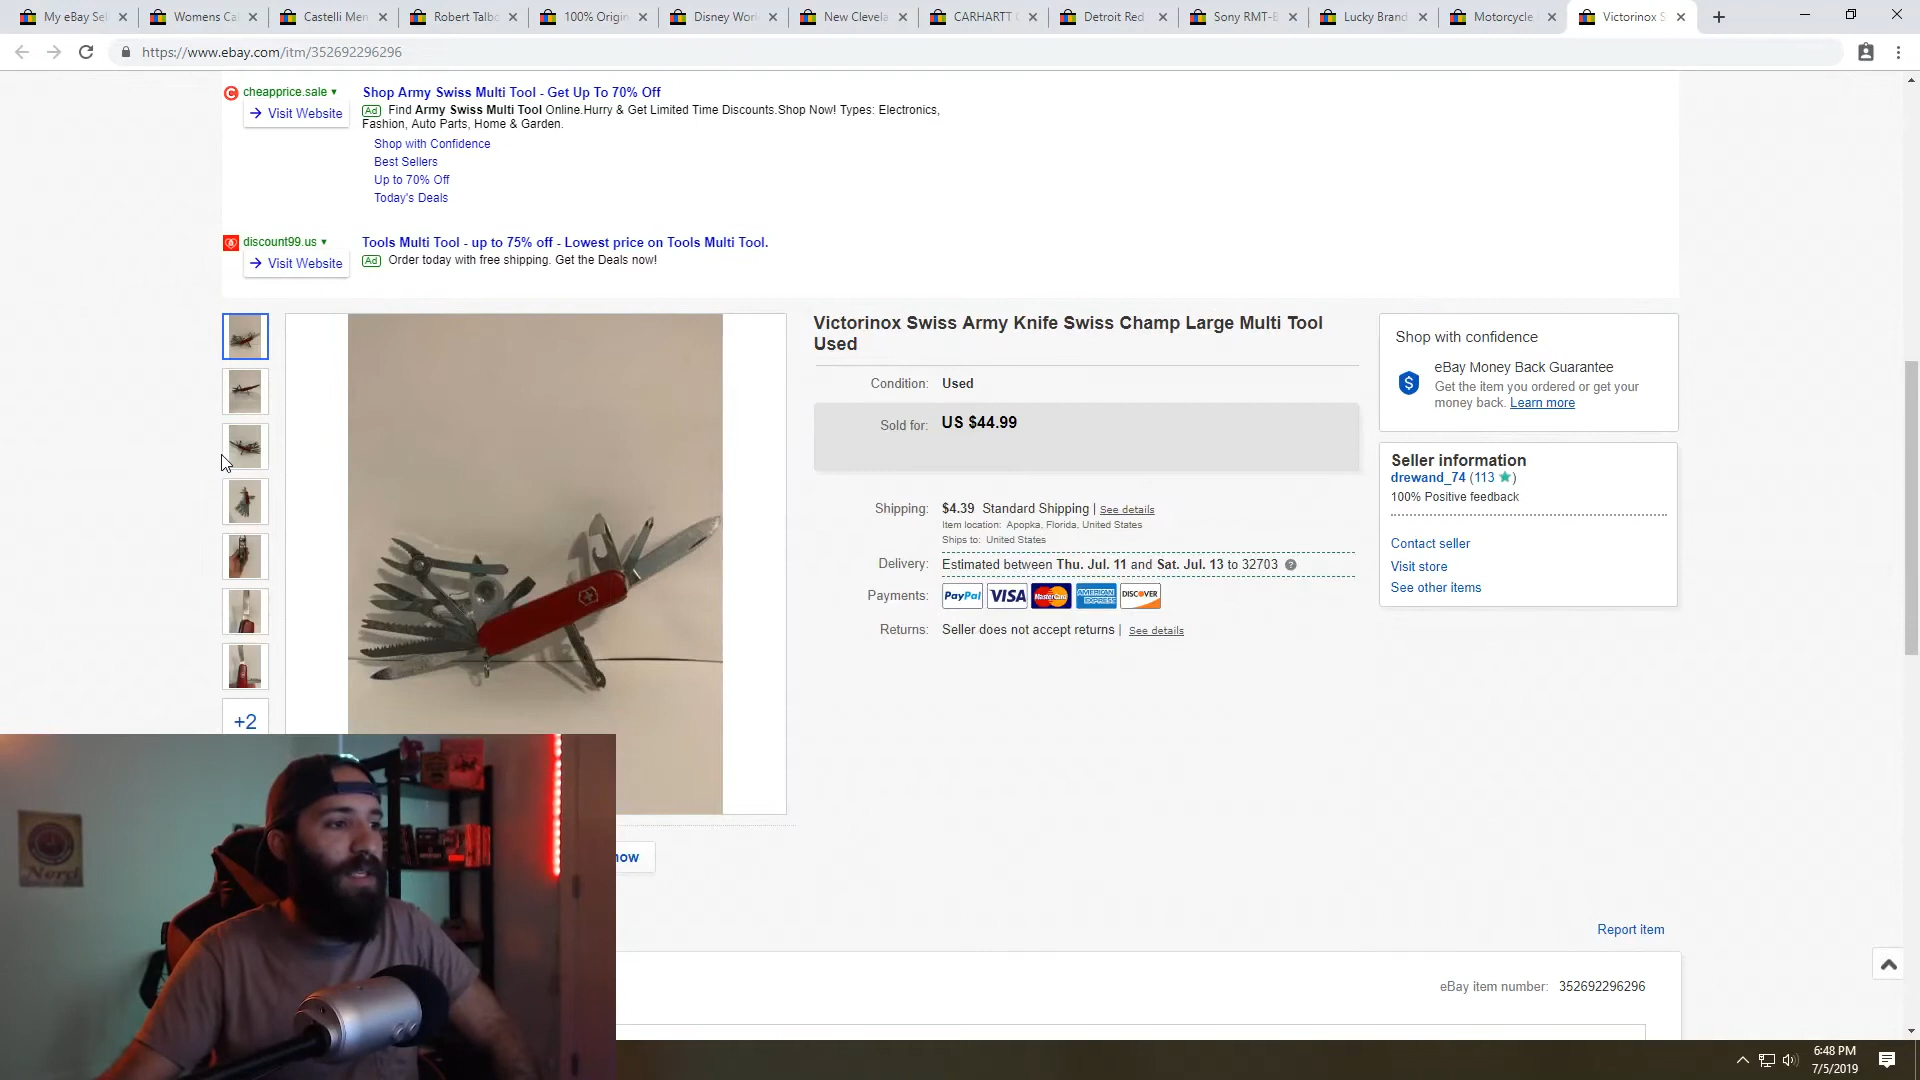 My eBay Sel
Womens Ca
Castelli Men
Robert Talb
100% Origin
Disney Worl
New Clevela
CARHARTT
Detroit Red
Sony RMT-B
Lucky Brand
Motorcycle
Victorinox S
https://www.ebay.com/itm/352692296296
cheapprice.sale
Shop Army Swiss Multi Tool - Get Up To 70% Off
Visit Website
Ad Find Army Swiss Multi Tool Online.Hurry & Get Limited Time Discounts.Shop Now! Types: Electronics,
Fashion, Auto Parts, Home & Garden.
Shop with Confidence
Best Sellers
Up to 70% Off
Today's Deals
discount99.us
Tools Multi Tool - up to 75% off - Lowest price on Tools Multi Tool.
Visit Website
Ad Order today with free shipping. Get the Deals now!
+2
Victorinox Swiss Army Knife Swiss Champ Large Multi Tool
Used
Condition: Used
Sold for: US $44.99
Shipping: $4.39 Standard Shipping | See details
Item location: Apopka, Florida, United States
Ships to: United States
Delivery: Estimated between Thu. Jul. 11 and Sat. Jul. 13 to 32703
Payments: PayPal VISA MasterCard AMERICAN EXPRESS DISCOVER
Returns: Seller does not accept returns | See details
Shop with confidence
eBay Money Back Guarantee
Get the item you ordered or get your
money back. Learn more
Seller information
drewand_74 (113)
100% Positive feedback
Contact seller
Visit store
See other items
now
Report item
eBay item number: 352692296296
Nerd
6:48 PM
7/5/2019